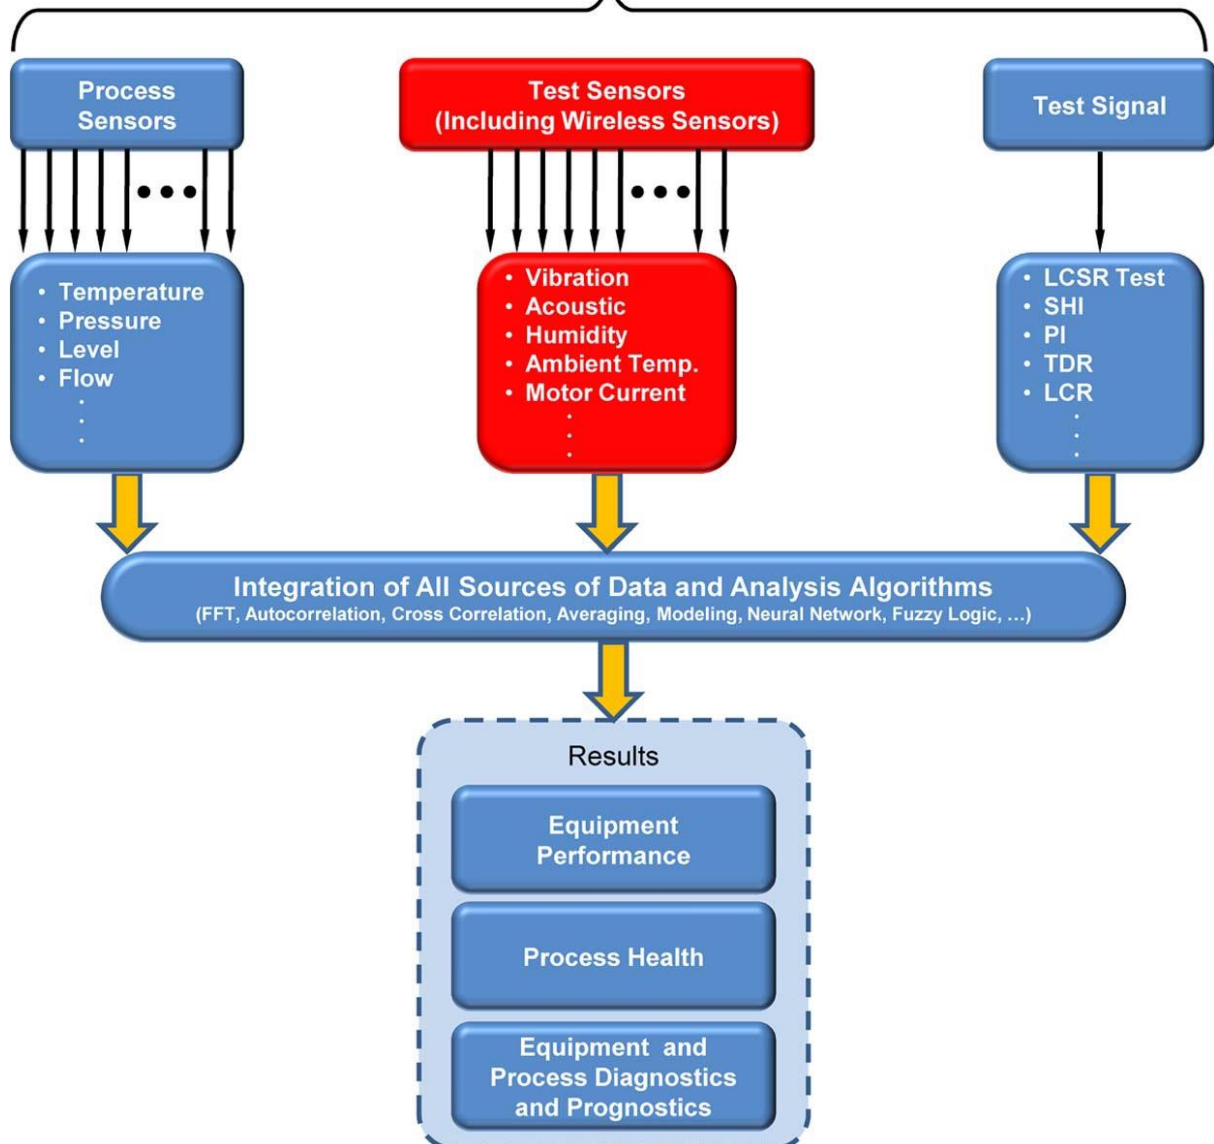 Process
Sensors
Test Sensors
(Including Wireless Sensors)
Test Signal
• Temperature
• Pressure
• Level
• Flow
• Vibration
• Acoustic
• Humidity
• Ambient Temp.
• Motor Current
• LCSR Test
• SHI
• PI
• TDR
• LCR
Integration of All Sources of Data and Analysis Algorithms
(FFT, Autocorrelation, Cross Correlation, Averaging, Modeling, Neural Network, Fuzzy Logic, …)
Results
Equipment
Performance
Process Health
Equipment and
Process Diagnostics
and Prognostics